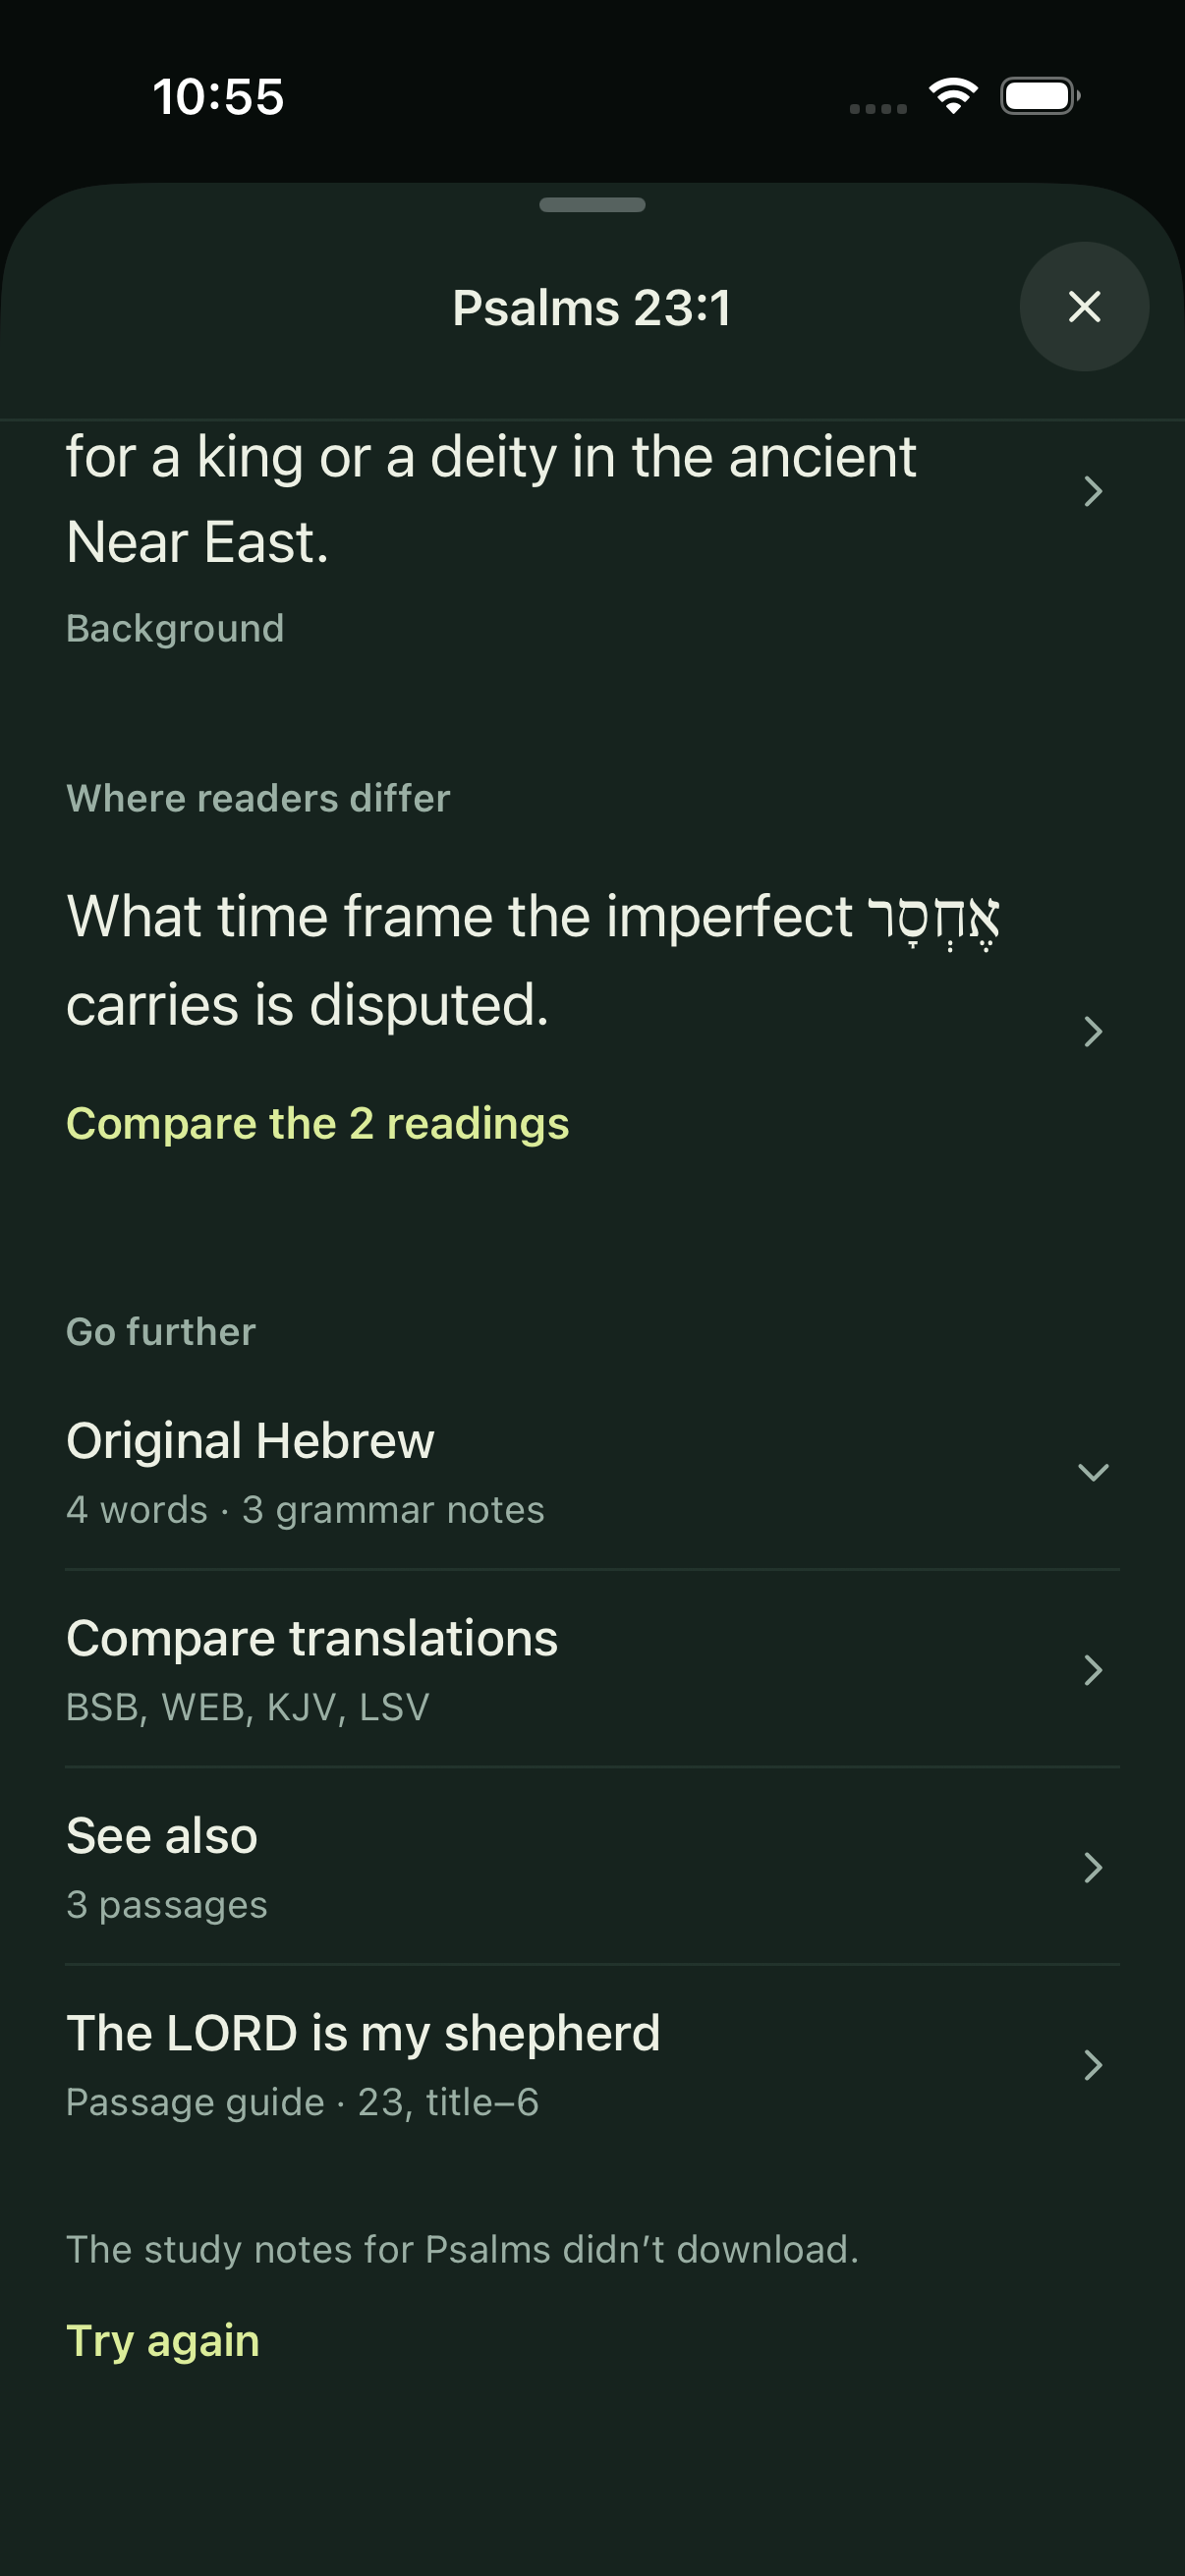 10:55
Psalms 23:1
for a king or a deity in the ancient
Near East.
Background
Where readers differ
What time frame the imperfect אֶחְסָר
carries is disputed.
Compare the 2 readings
Go further
Original Hebrew
4 words · 3 grammar notes
Compare translations
BSB, WEB, KJV, LSV
See also
3 passages
The LORD is my shepherd
Passage guide · 23, title–6
The study notes for Psalms didn’t download.
Try again